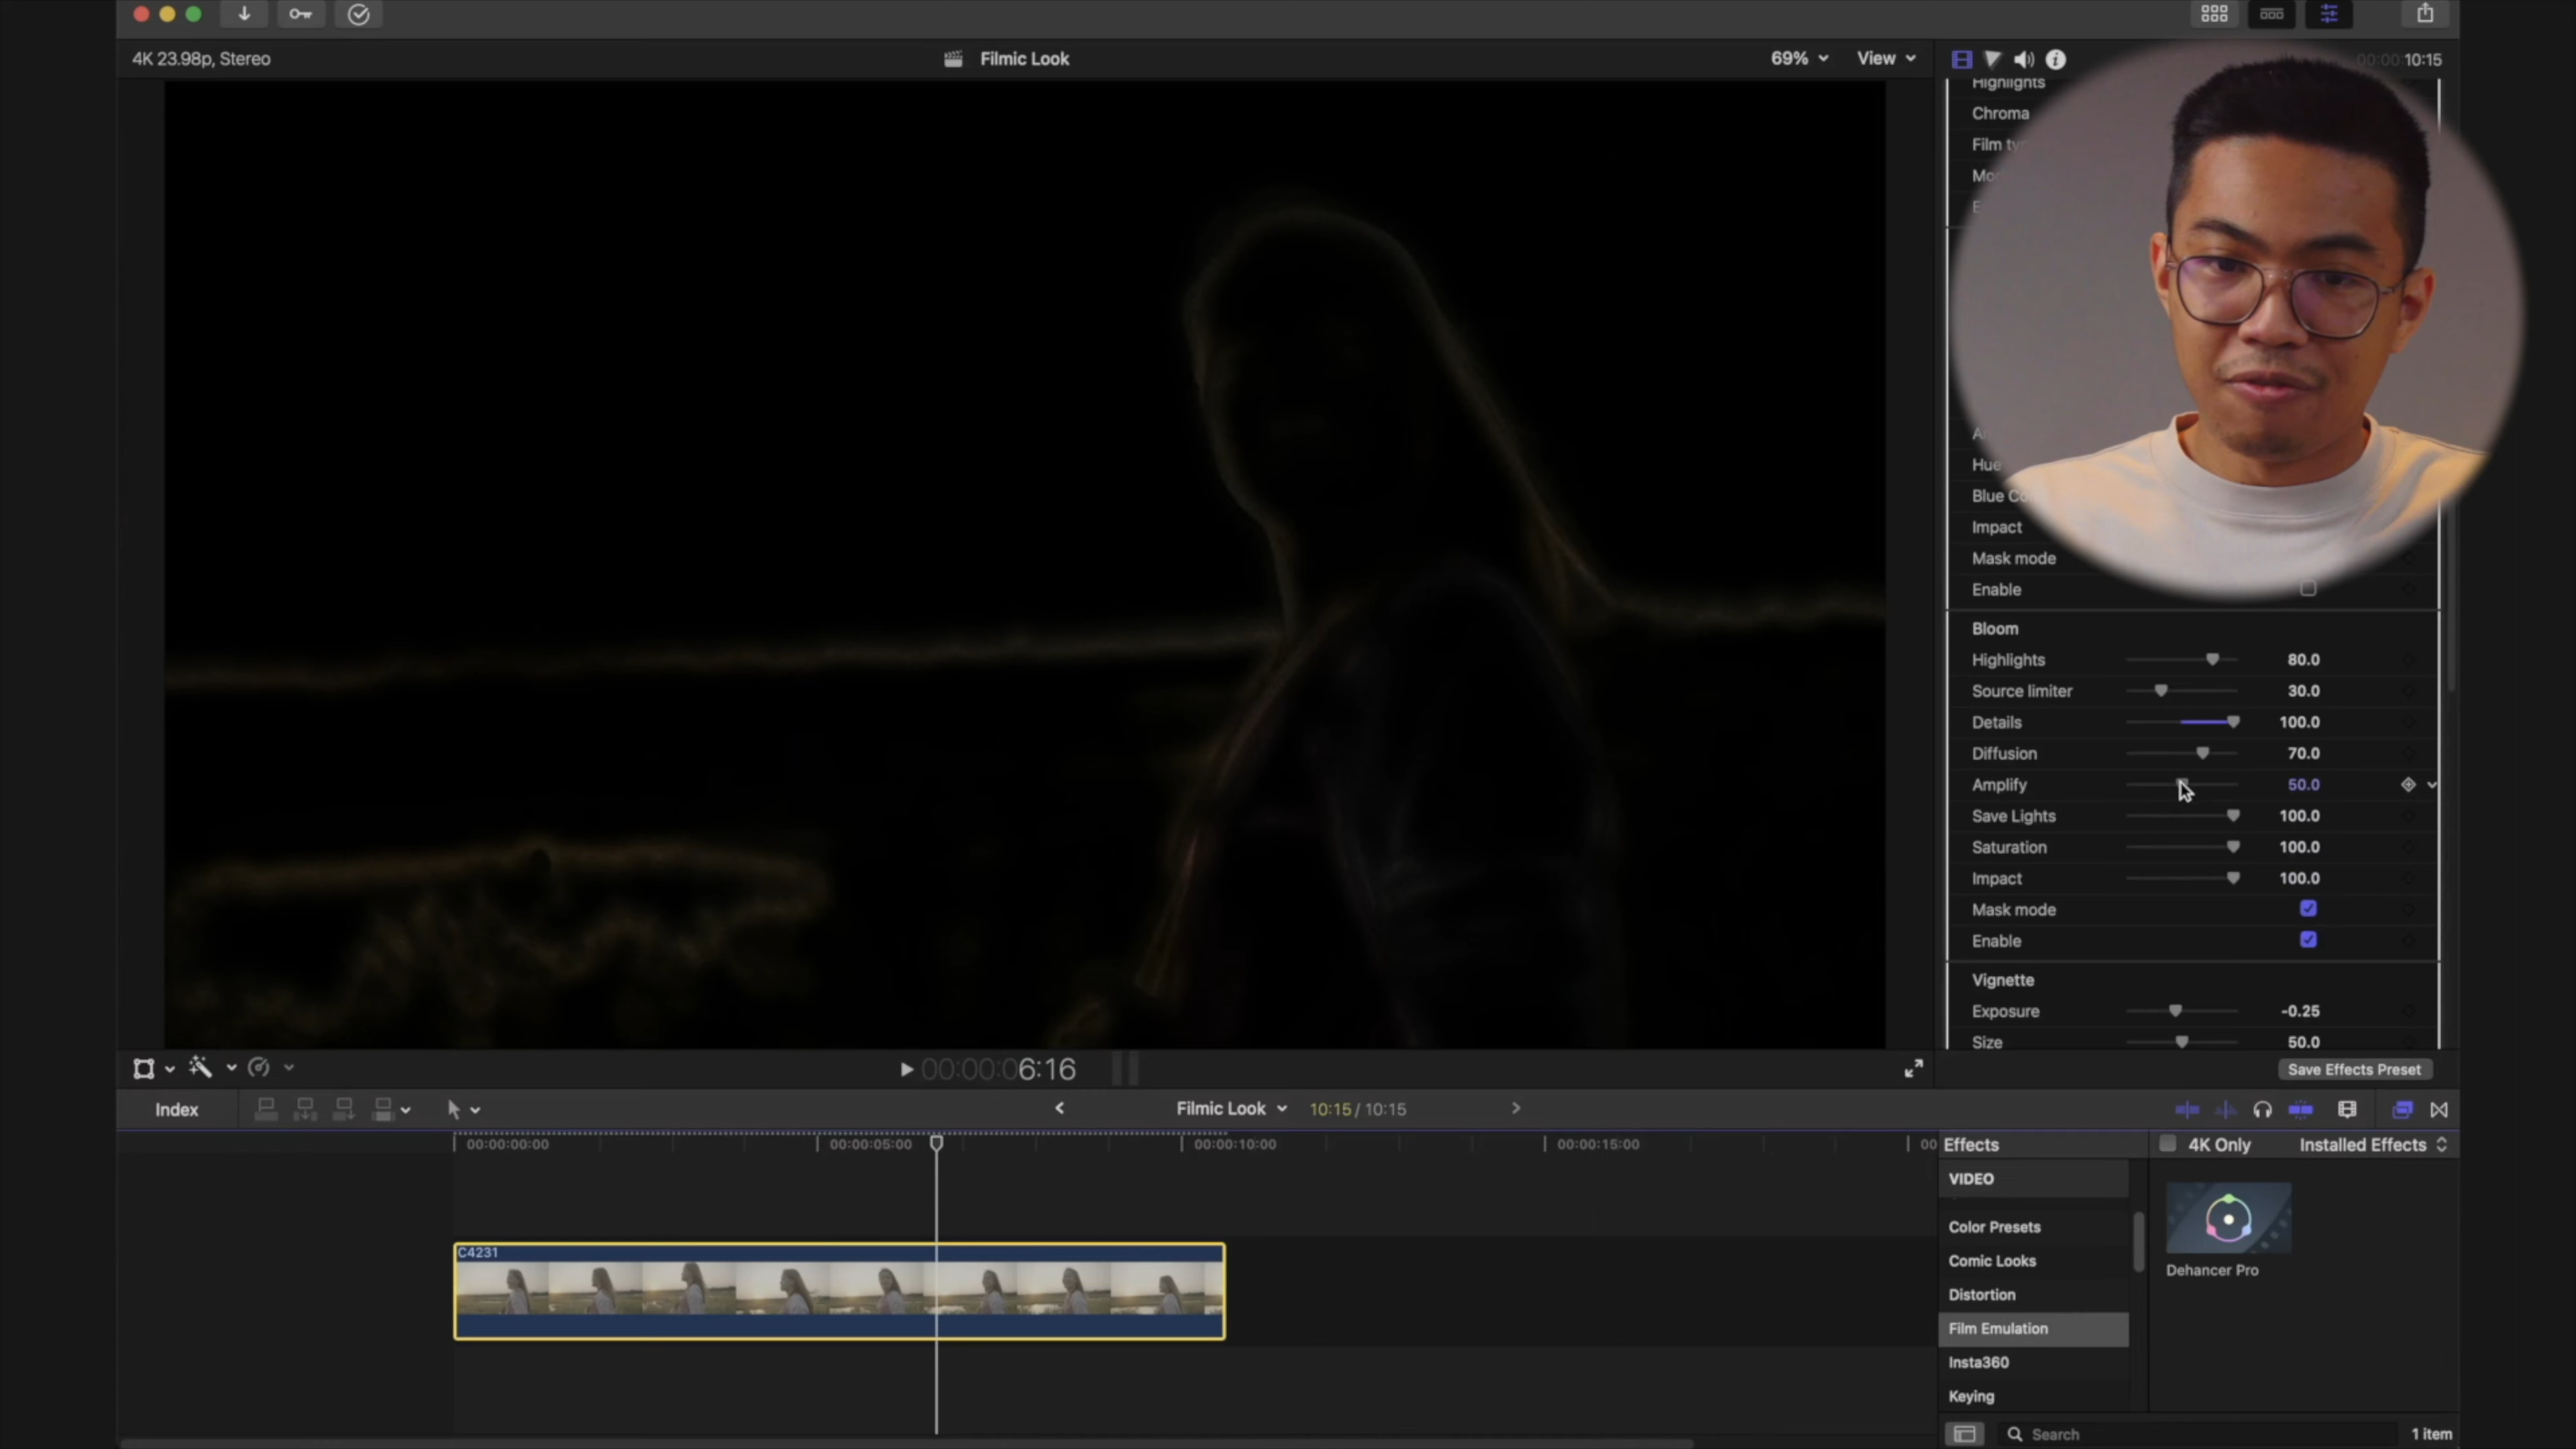 4K 23.98p, Stereo
Filmic Look
69%
View
00:00:10:15
Highlights
Chroma
Film ty
Hue
Impact
Mask mode
Enable
Bloom
Highlights 80.0
Source limiter 30.0
Details 100.0
Diffusion 70.0
Amplify 50.0
Save Lights 100.0
Saturation 100.0
Impact 100.0
Mask mode
Enable
Vignette
Exposure -0.25
Size 50.0
Save Effects Preset
00:00:06:16
Index
Filmic Look
10:15 / 10:15
00:00:00:00
00:00:05:00
00:00:10:00
00:00:15:00
00
C4231
Effects
4K Only
Installed Effects
VIDEO
Color Presets
Comic Looks
Distortion
Film Emulation
Insta360
Keying
Dehancer Pro
Search
1 item